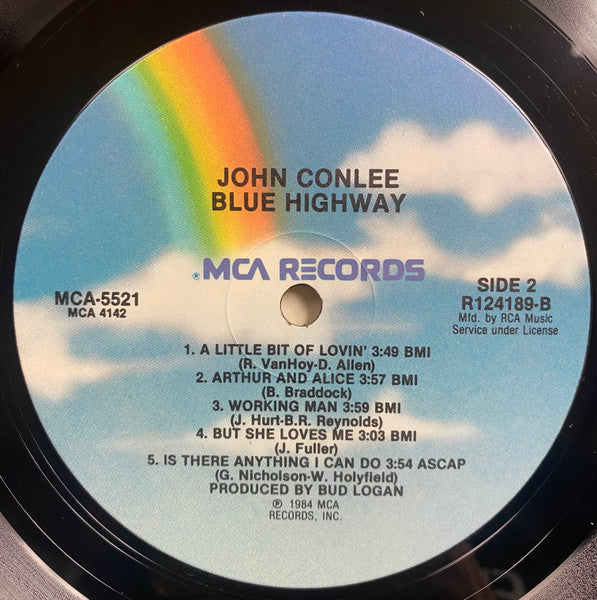 JOHN CONLEE
BLUE HIGHWAY
®MCA RECORDS
MCA-5521
MCA 4142
SIDE 2
R124189-B
Mfd. by RCA Music
Service under License
1. A LITTLE BIT OF LOVIN' 3:49 BMI
(R. VanHoy-D. Allen)
2. ARTHUR AND ALICE 3:57 BMI
(B. Braddock)
3. WORKING MAN 3:59 BMI
(J. Hurt-B.R. Reynolds)
4. BUT SHE LOVES ME 3:03 BMI
(J. Fuller)
5. IS THERE ANYTHING I CAN DO 3:54 ASCAP
(G. Nicholson-W. Holyfield)
PRODUCED BY BUD LOGAN
℗ 1984 MCA
RECORDS, INC.